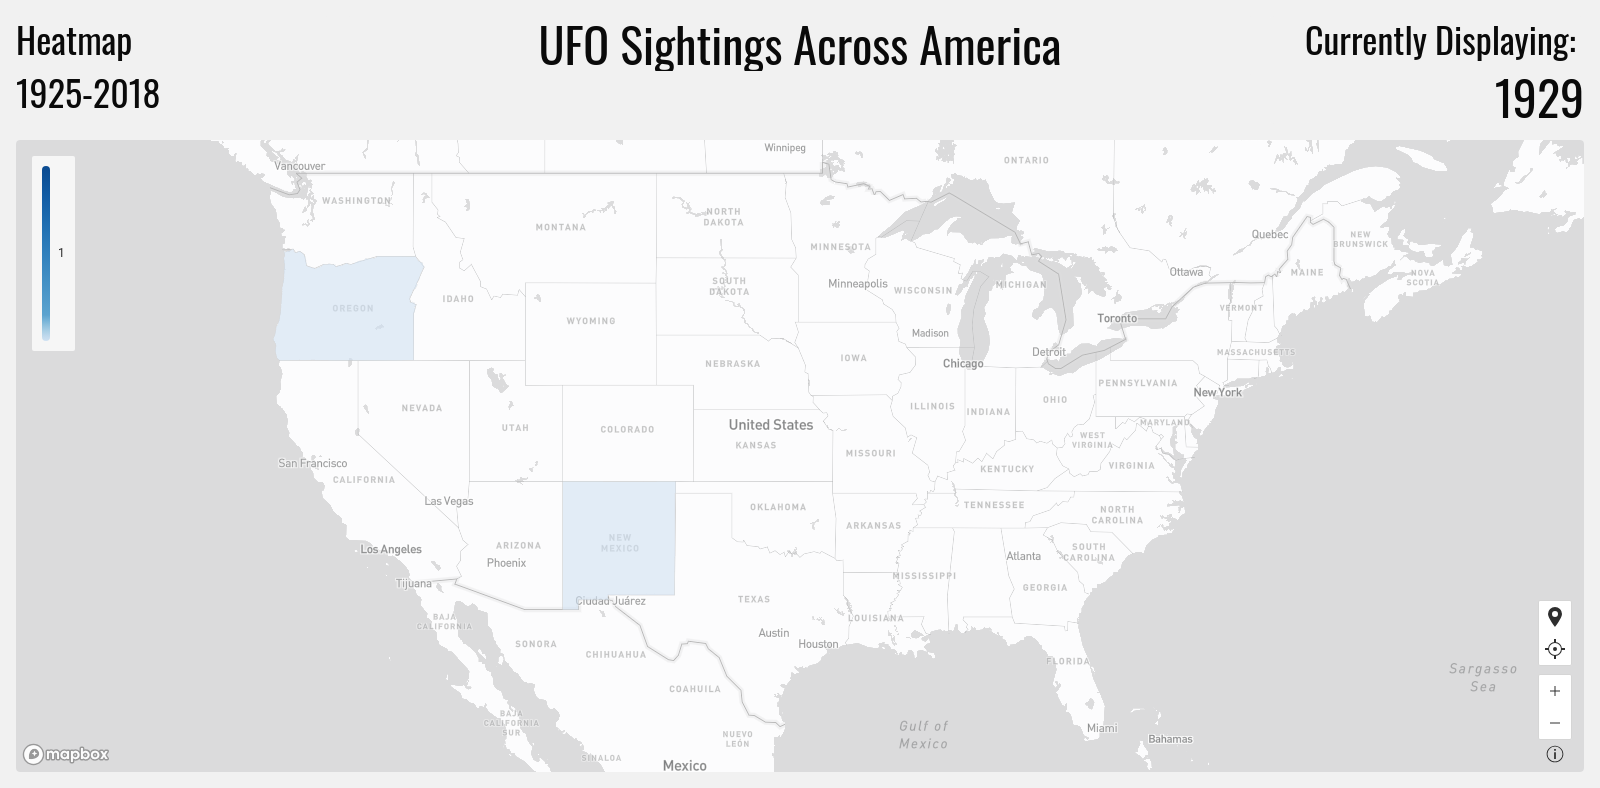 Heatmap
1925-2018
UFO Sightings Across America
Currently Displaying:
1929
1
Vancouver
Winnipeg
ONTARIO
WASHINGTON
MONTANA
NORTH
DAKOTA
MINNESOTA
Quebec
NEW
BRUNSWICK
Ottawa
MAINE
NOVA
SCOTIA
OREGON
IDAHO
SOUTH
DAKOTA
Minneapolis
WISCONSIN
MICHIGAN
VERMONT
WYOMING
Toronto
Madison
Detroit
MASSACHUSETTS
NEBRASKA
IOWA
Chicago
PENNSYLVANIA
New York
NEVADA
UTAH
COLORADO
United States
KANSAS
ILLINOIS
INDIANA
OHIO
MARYLAND
WEST
VIRGINIA
San Francisco
CALIFORNIA
MISSOURI
KENTUCKY
VIRGINIA
Las Vegas
OKLAHOMA
TENNESSEE
NORTH
CAROLINA
ARKANSAS
Los Angeles
ARIZONA
Phoenix
NEW
MEXICO
Atlanta
SOUTH
CAROLINA
Tijuana
MISSISSIPPI
GEORGIA
Ciudad Juárez
TEXAS
BAJA
CALIFORNIA
LOUISIANA
Austin
Houston
SONORA
CHIHUAHUA
FLORIDA
Sargasso
Sea
COAHUILA
BAJA
CALIFORNIA
SUR
Gulf of
Mexico
Miami
Bahamas
NUEVO
LEÓN
SINALOA
Mexico
mapbox